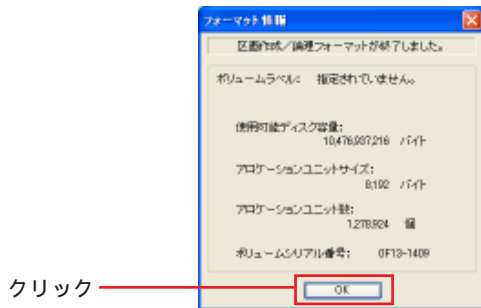 フォーマット情報
区画作成／論理フォーマットが終了しました。
ボリュームラベルに 指定されていません。
使用可能ディスク容量:
10,476,937,216 バイト
アロケーションユニットサイズ:
8,192 バイト
アロケーションユニット数:
1,278,924 個
ボリュームシリアル番号: 0F13-1409
クリック
OK